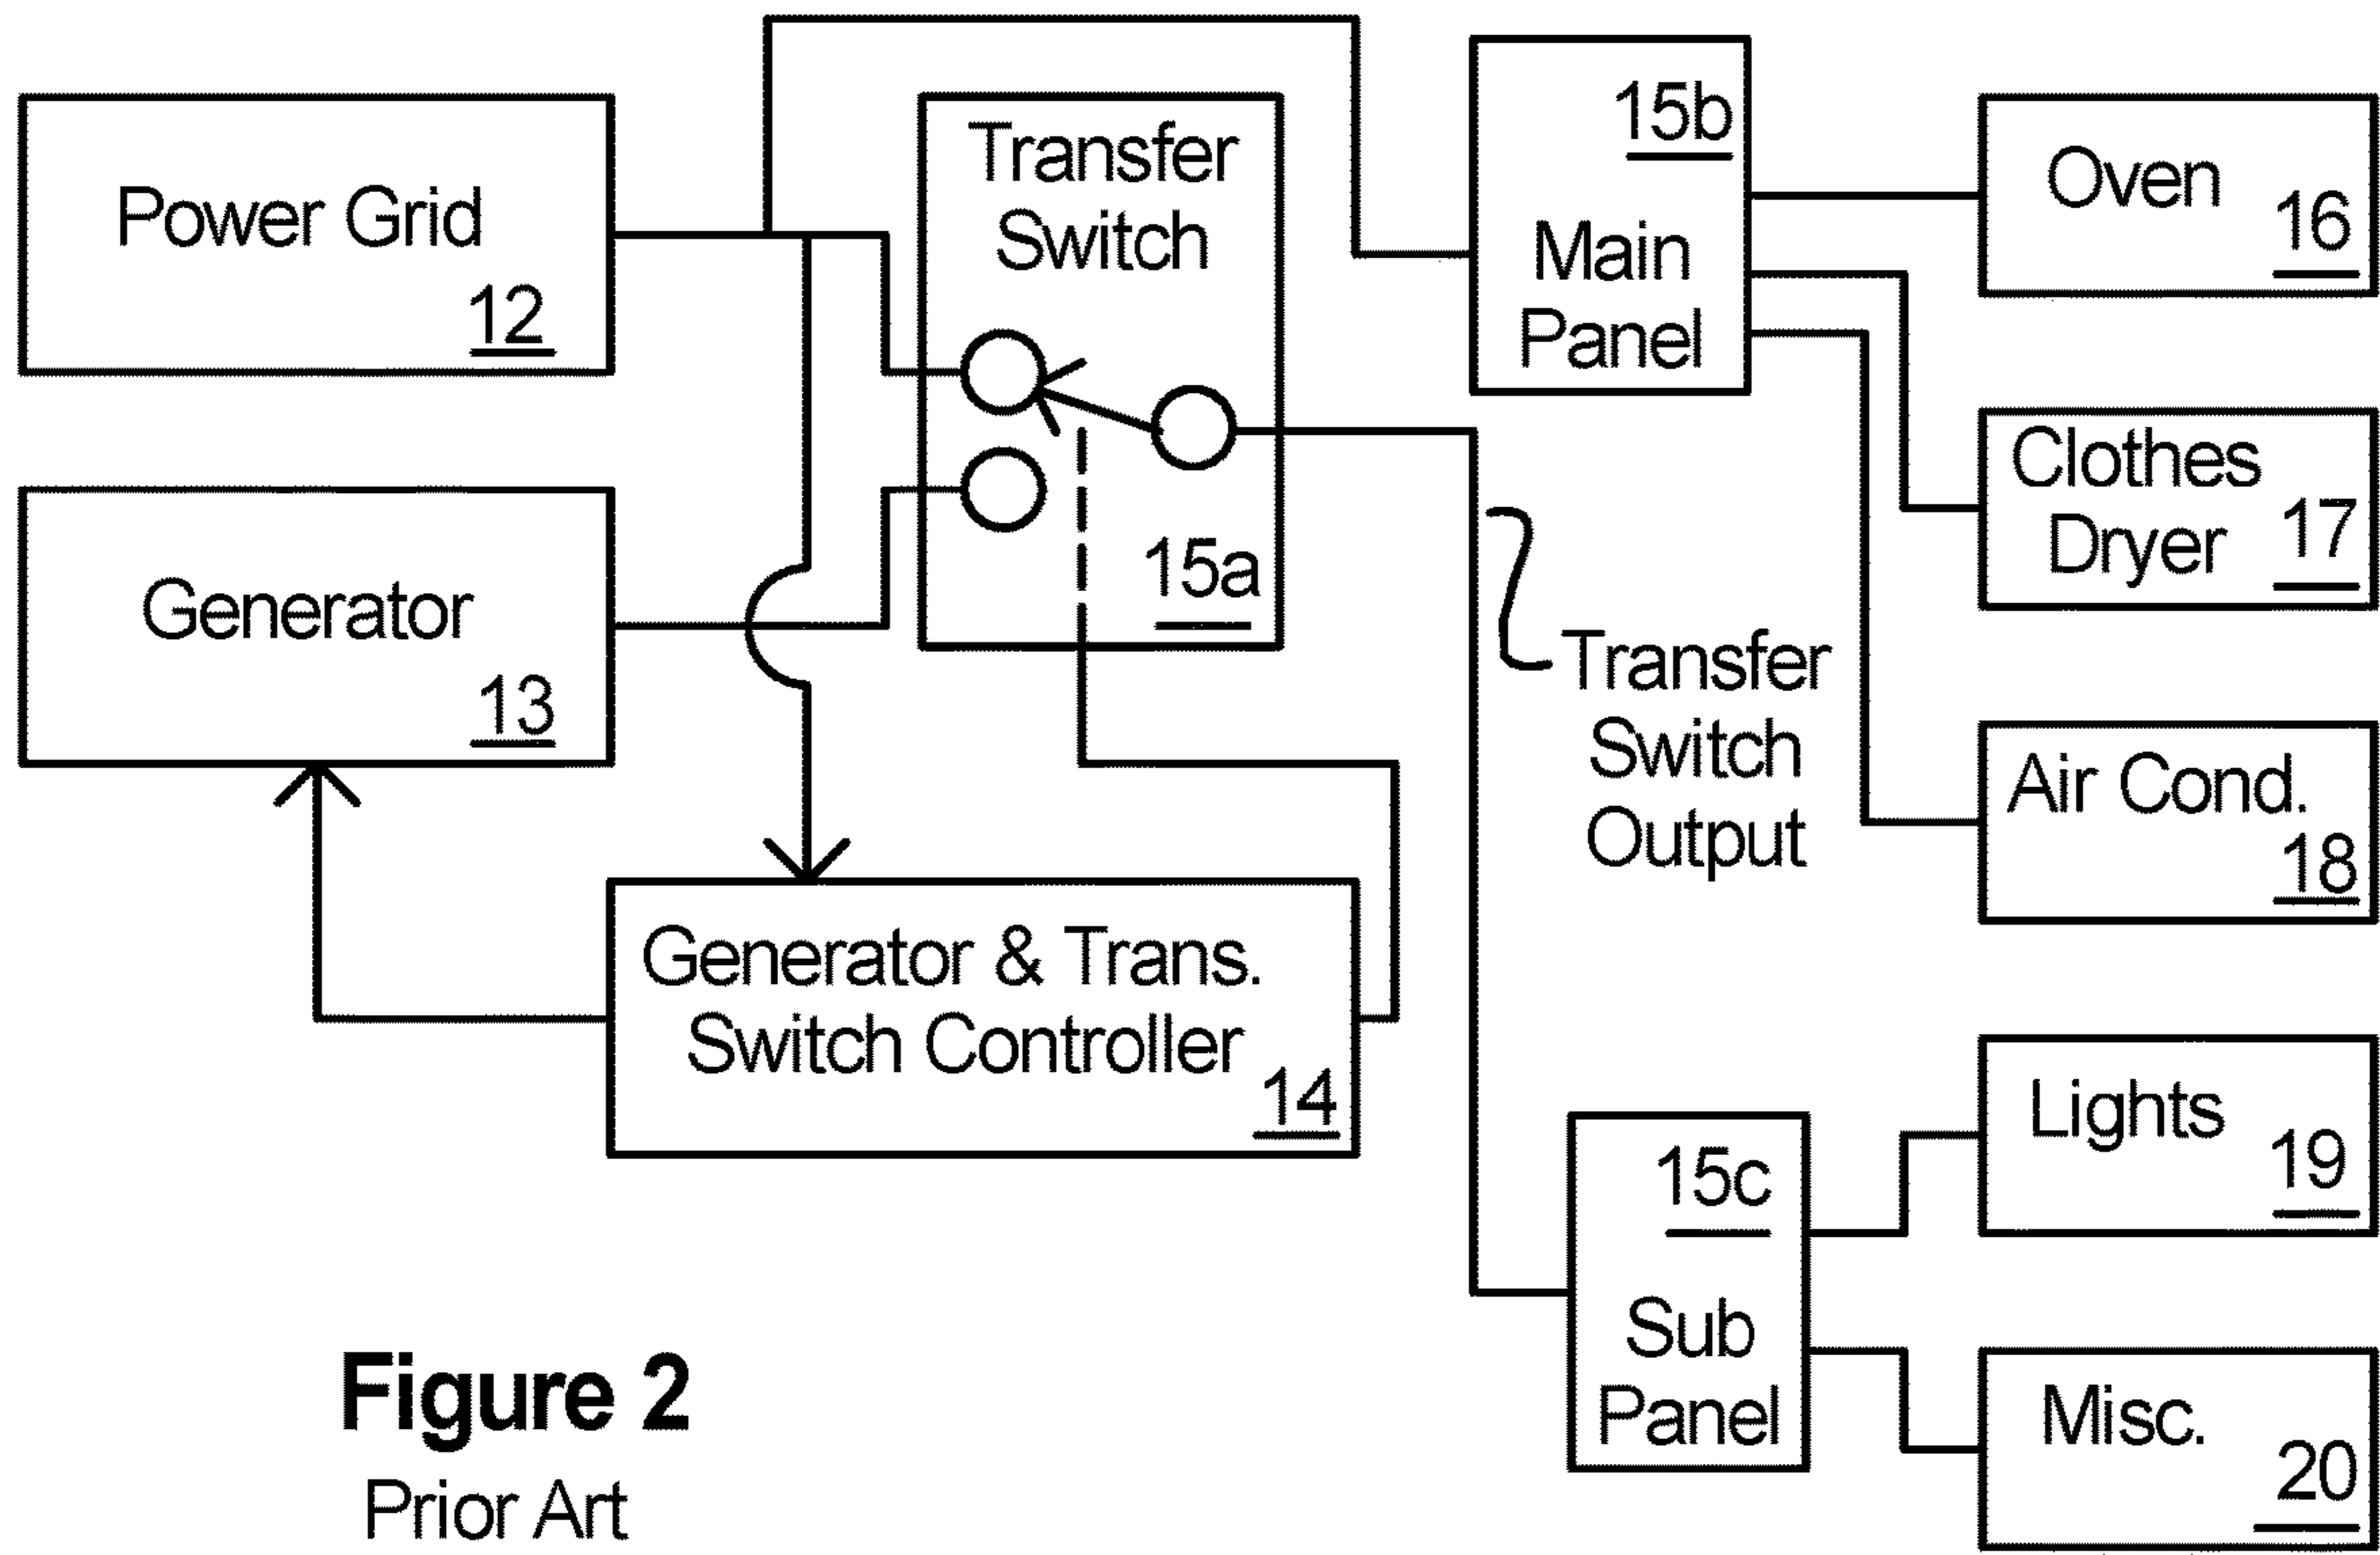 Power Grid
12
Generator
13
Transfer
Switch
15a
Generator & Trans.
Switch Controller
14
15b
Main
Panel
Transfer
Switch
Output
15c
Sub
Panel
Oven
16
Clothes
Dryer
17
Air Cond.
18
Lights
19
Misc.
20
Figure 2
Prior Art